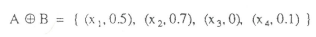 A ⊕ B = { (x₁, 0.5), (x₂, 0.7), (x₃, 0), (x₄, 0.1) }